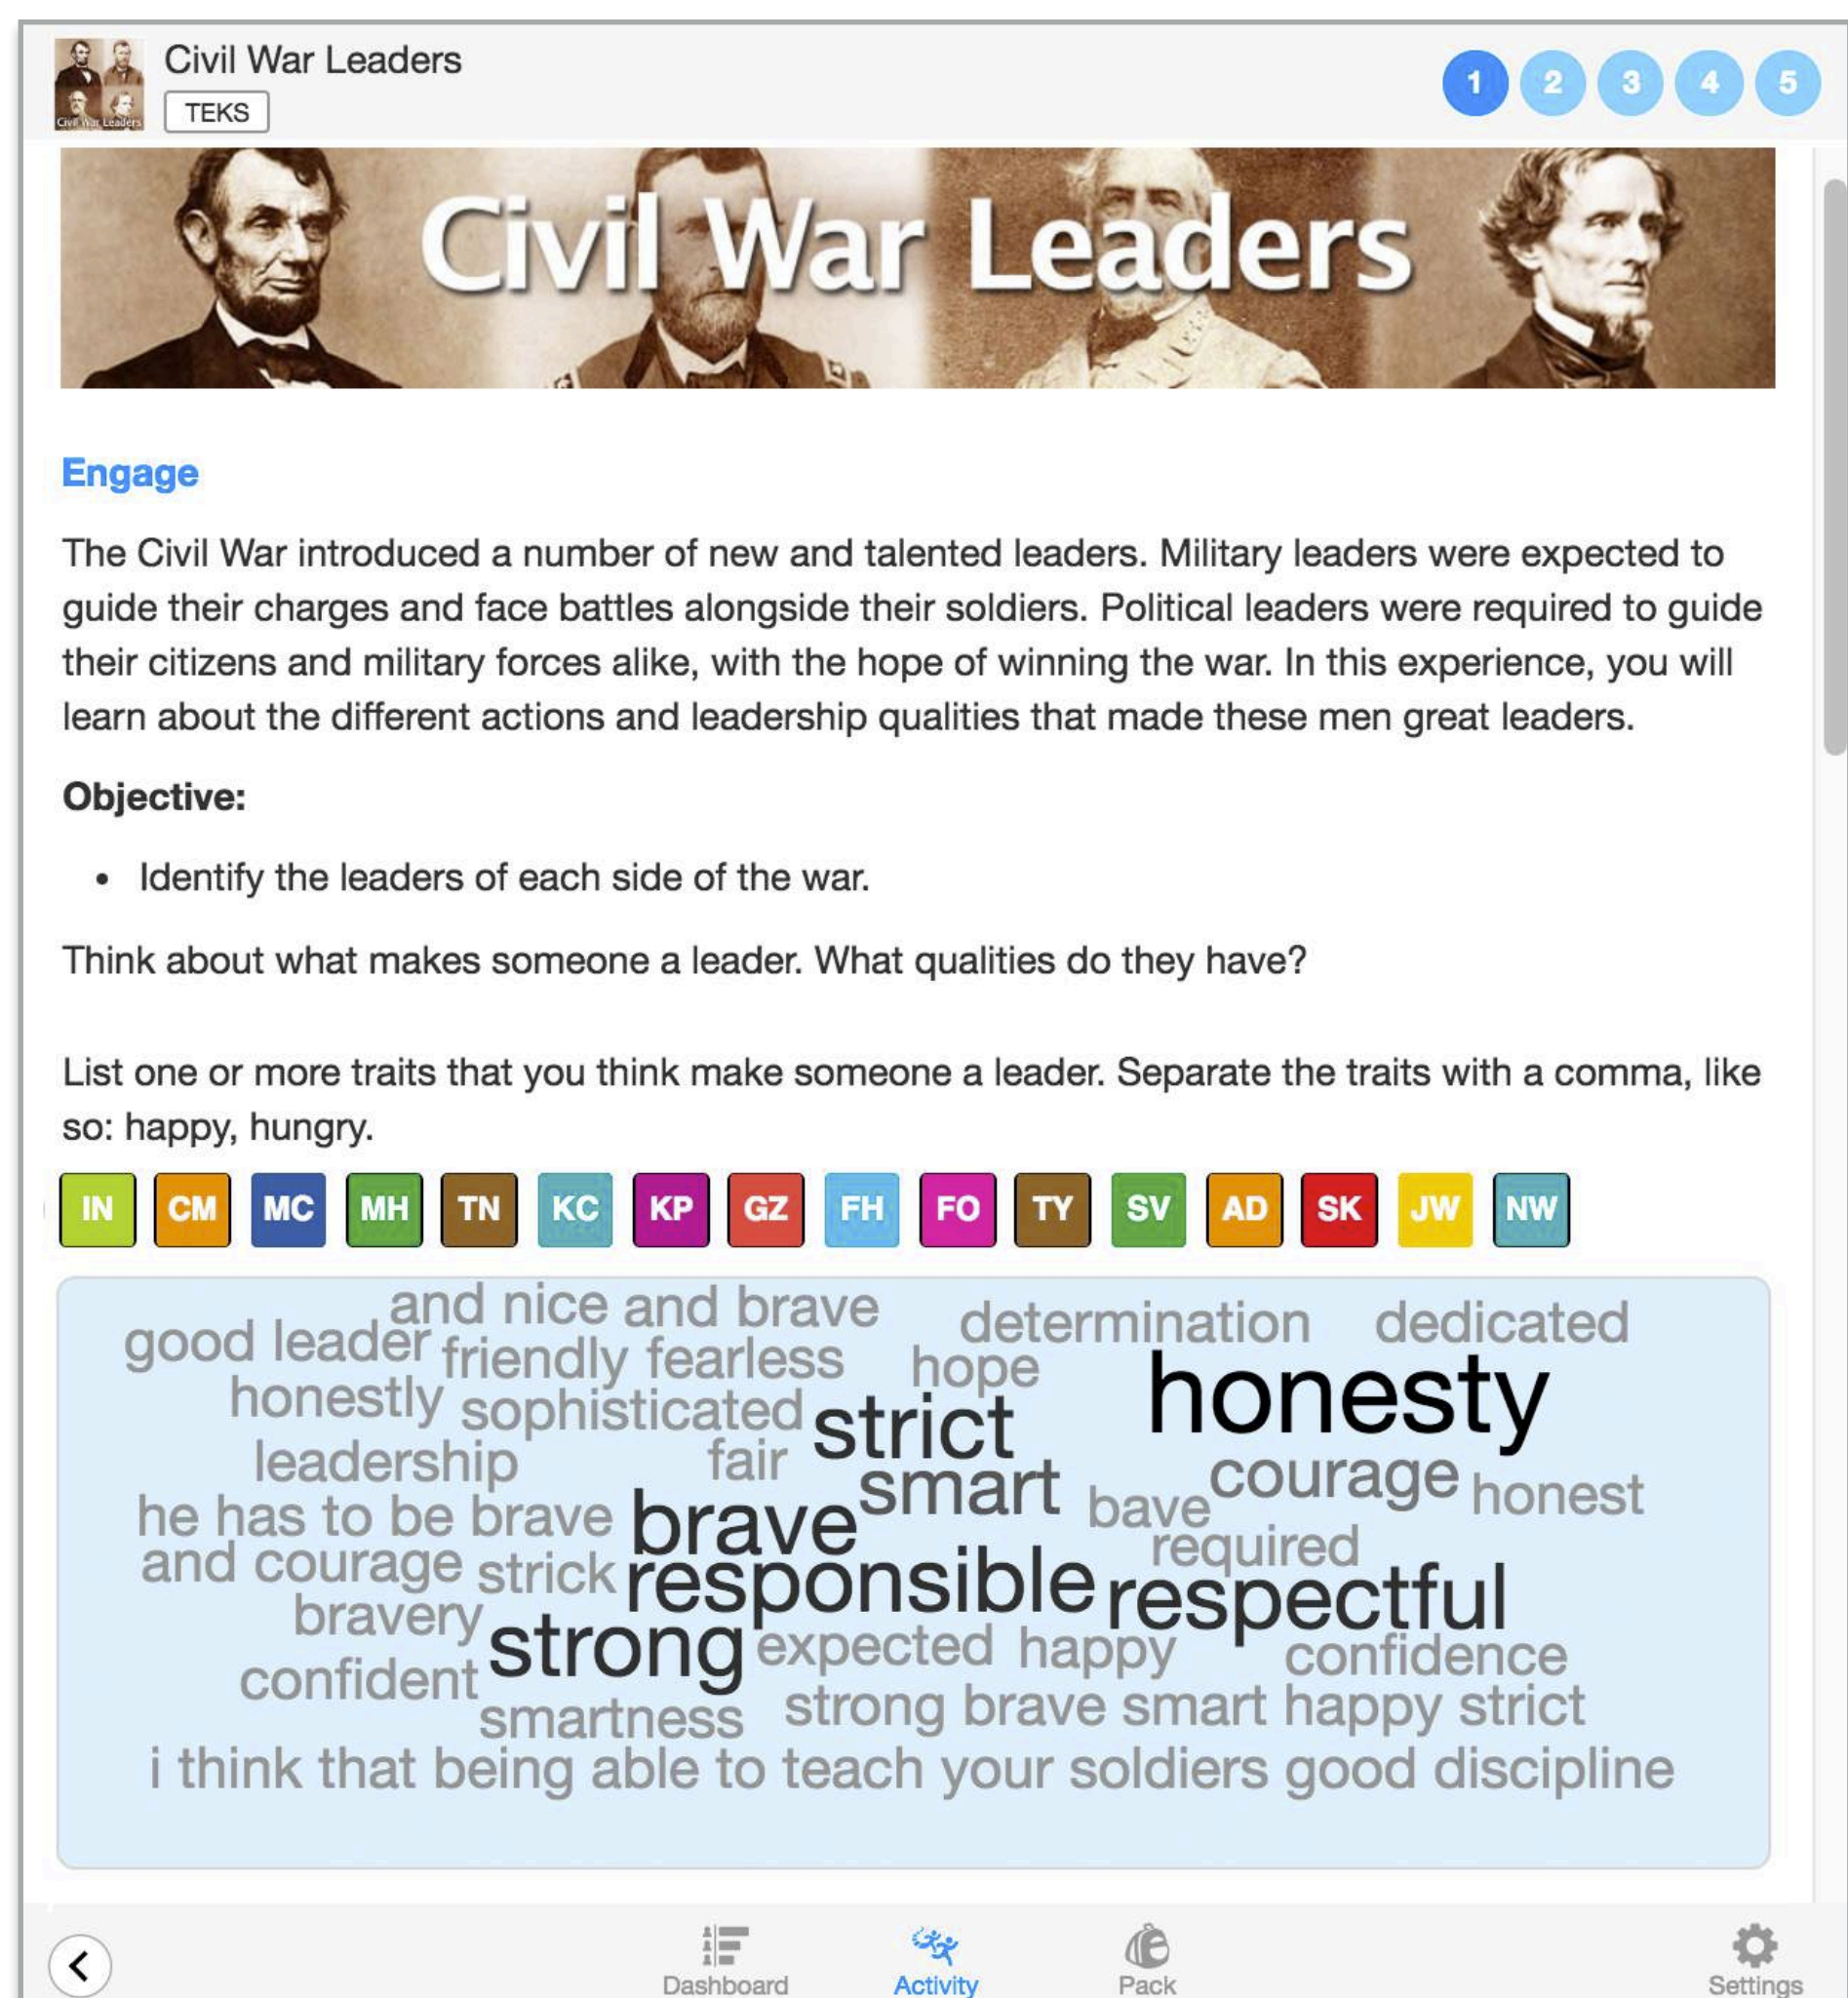 Civil War Leaders
TEKS
1 2 3 4 5
Civil War Leaders
Civil War Leaders
Engage
The Civil War introduced a number of new and talented leaders. Military leaders were expected to
guide their charges and face battles alongside their soldiers. Political leaders were required to guide
their citizens and military forces alike, with the hope of winning the war. In this experience, you will
learn about the different actions and leadership qualities that made these men great leaders.
Objective:
• Identify the leaders of each side of the war.
Think about what makes someone a leader. What qualities do they have?
List one or more traits that you think make someone a leader. Separate the traits with a comma, like
so: happy, hungry.
IN CM MC MH TN KC KP GZ FH FO TY SV AD SK JW NW
and nice and brave
determination
dedicated
good leader
friendly
fearless
hope
honesty
honestly
sophisticated
strict
leadership
fair
smart
courage
honest
he has to be brave
brave
bave
required
and courage
strick
responsible
respectful
bravery
strong
expected
happy
confidence
confident
smartness
strong brave smart happy strict
i think that being able to teach your soldiers good discipline
Dashboard
Activity
Pack
Settings